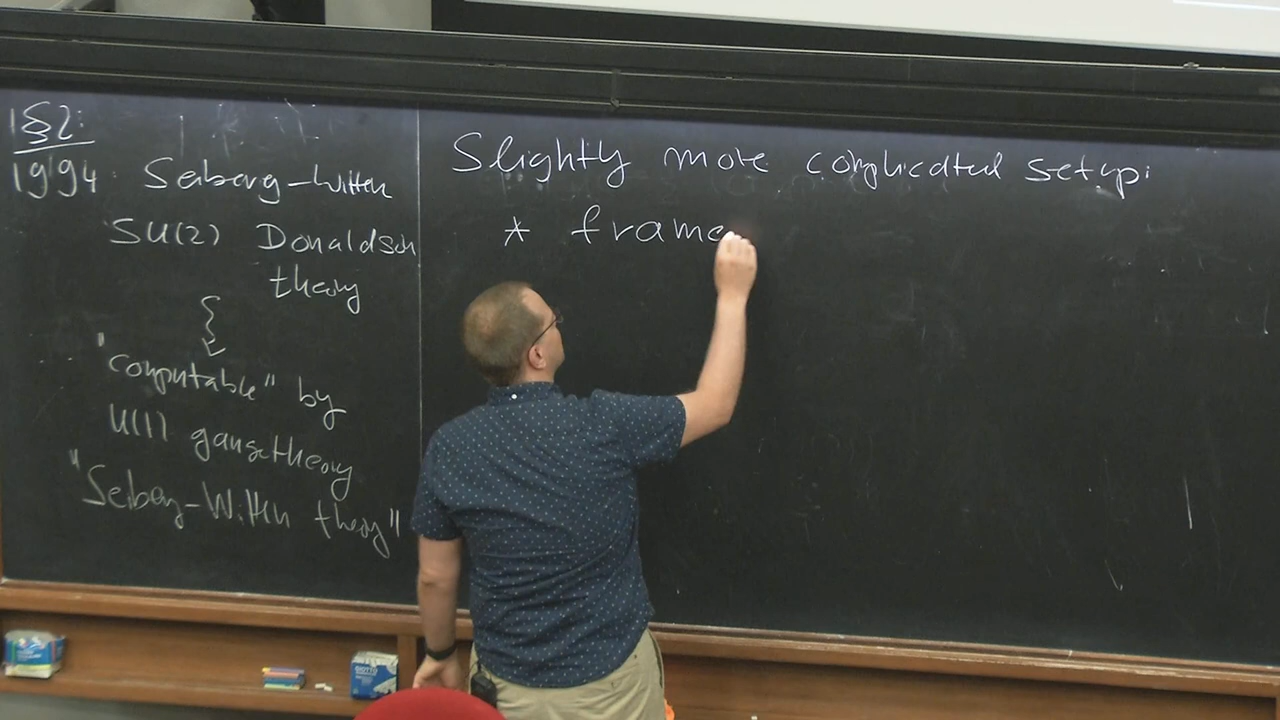 §2:
1994: Seiberg-Witten
SU(2) Donaldson
theory
"computable" by
U(1) gauge theory
"Seiberg-Witten theory"
Slightly more complicated setup:
* frame